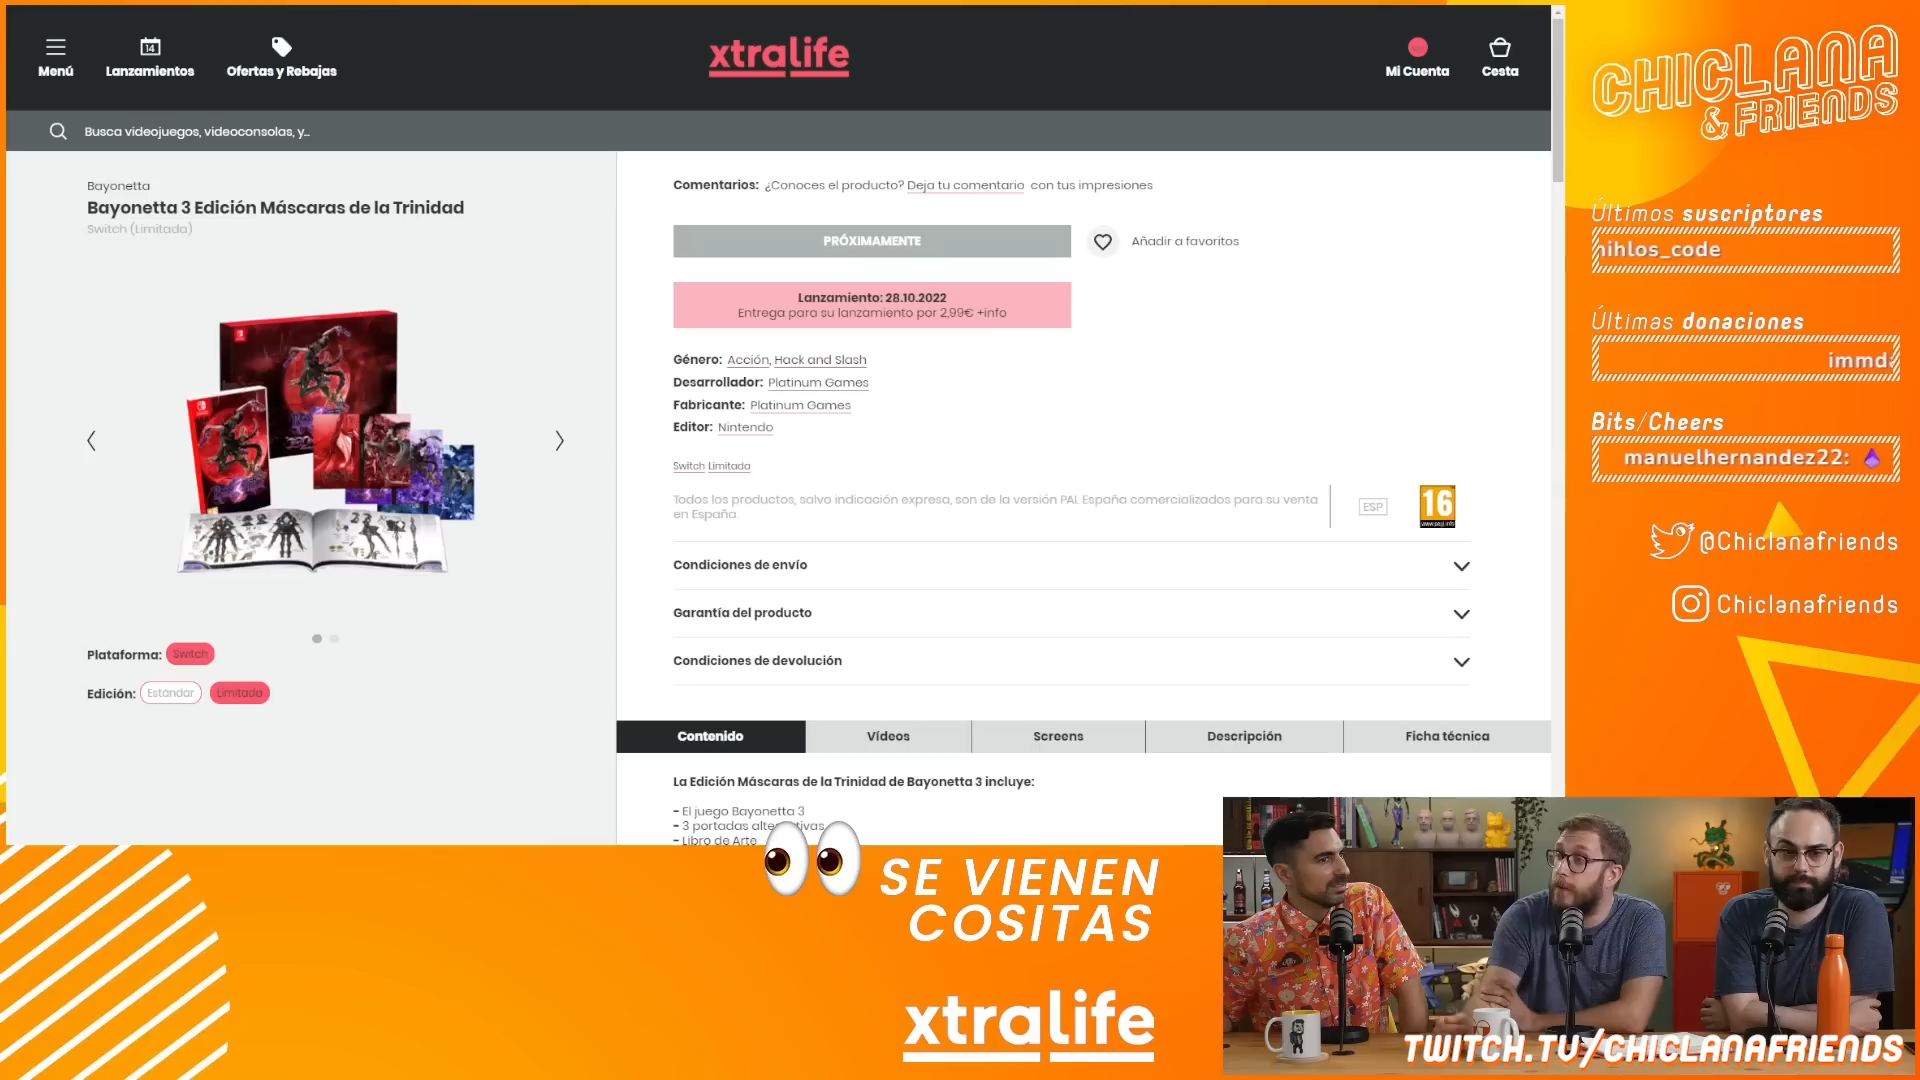 Menú
Lanzamientos
Ofertas y Rebajas
xtralife
Mi Cuenta
Cesta
Busca videojuegos, videoconsolas, y...
Bayonetta
Bayonetta 3 Edición Máscaras de la Trinidad
Switch (Limitada)
Plataforma: Switch
Edición: Estándar Limitada
Comentarios: ¿Conoces el producto? Deja tu comentario con tus impresiones
PRÓXIMAMENTE
Añadir a favoritos
Lanzamiento: 28.10.2022
Entrega para su lanzamiento por 2,99€ +info
Género: Acción, Hack and Slash
Desarrollador: Platinum Games
Fabricante: Platinum Games
Editor: Nintendo
Switch Limitada
Todos los productos, salvo indicación expresa, son de la versión PAL España comercializados para su venta
en España.
ESP
16
www.pegi.info
Condiciones de envío
Garantía del producto
Condiciones de devolución
Contenido
Vídeos
Screens
Descripción
Ficha técnica
La Edición Máscaras de la Trinidad de Bayonetta 3 incluye:
- El juego Bayonetta 3
- 3 portadas
- Libro de Arte
CHICLANA
& FRIENDS
Últimos suscriptores
nihlos_code
Últimas donaciones
immd
Bits/Cheers
manuelhernandez22:
@Chiclanafriends
Chiclanafriends
SE VIENEN
COSITAS
xtralife
TWITCH.TV/CHICLANAFRIENDS